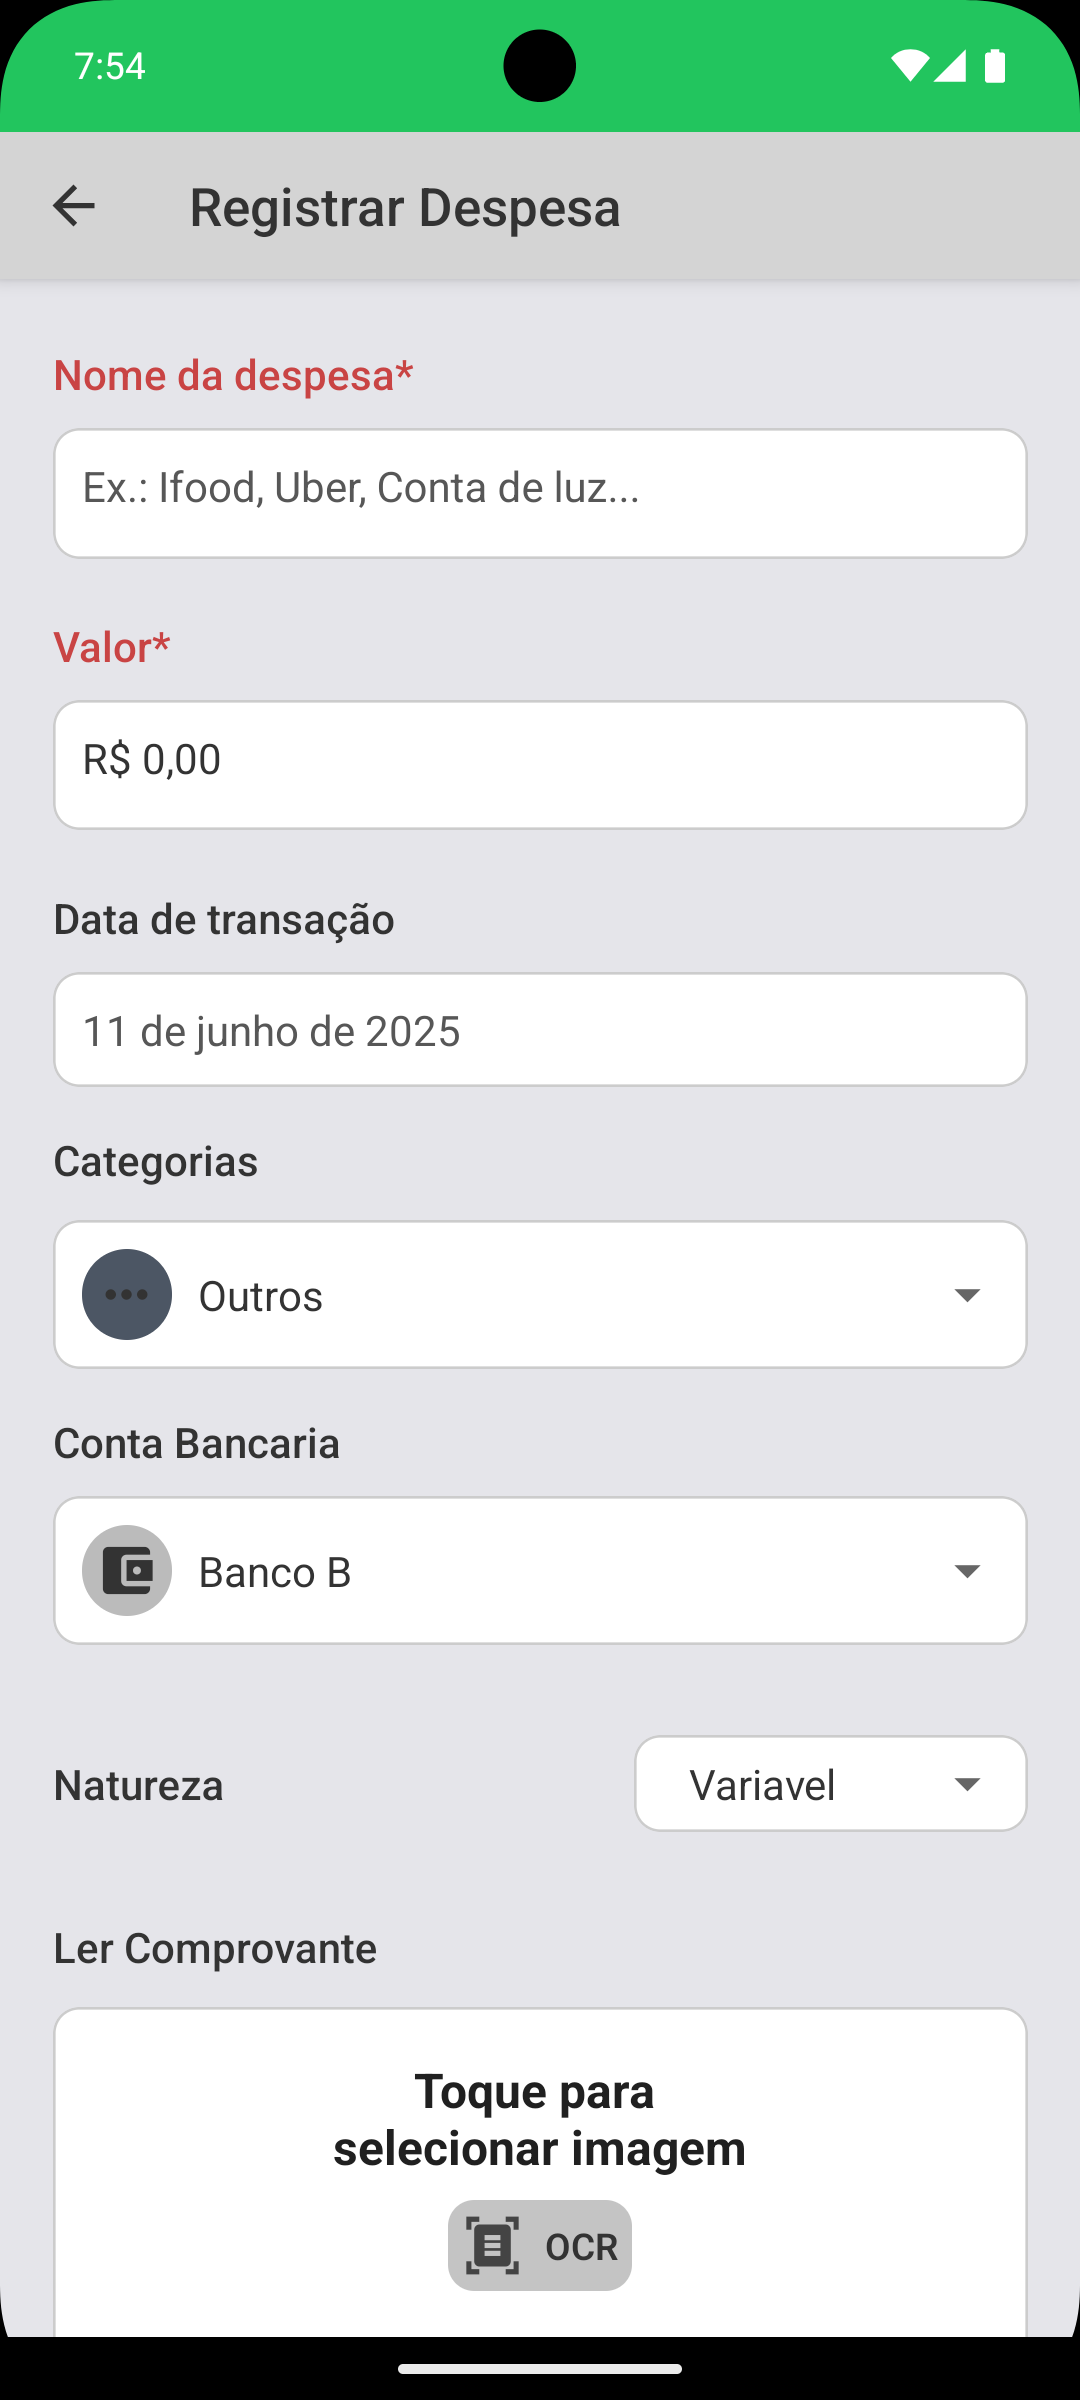 7:54
Registrar Despesa
Nome da despesa*
Ex.: Ifood, Uber, Conta de luz...
Valor*
R$ 0,00
Data de transação
11 de junho de 2025
Categorias
Outros
Conta Bancaria
Banco B
Natureza
Variavel
Ler Comprovante
Toque para
selecionar imagem
OCR